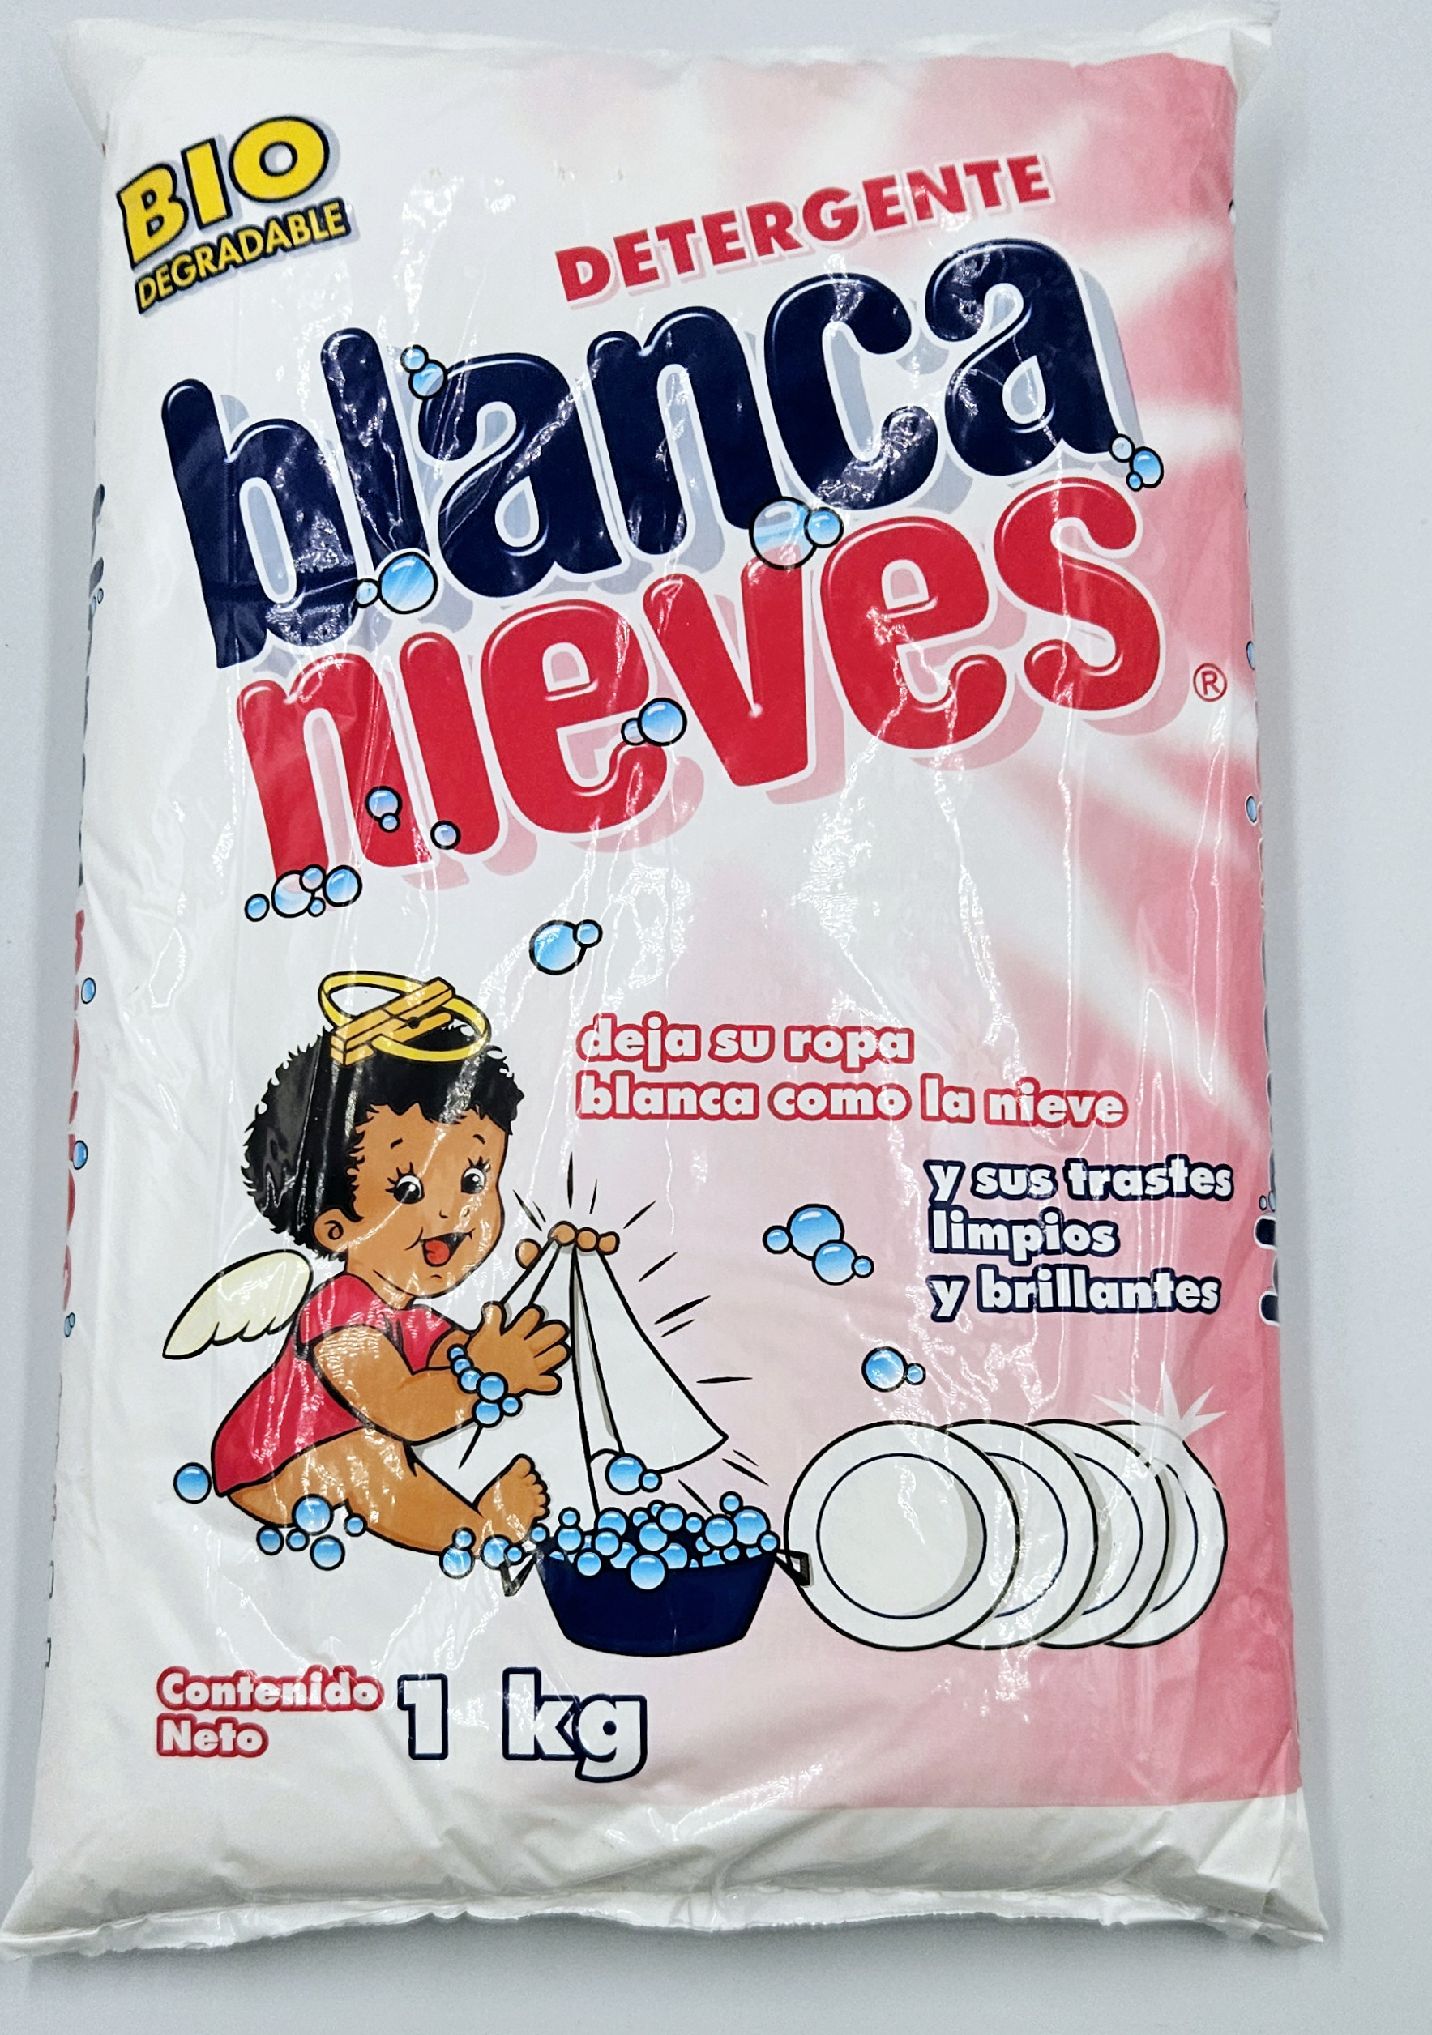 BIO
DEGRADABLE
DETERGENTE
blanca
nieves ®
deja su ropa
blanca como la nieve
y sus trastes
limpios
y brillantes
Contenido
Neto
1 kg